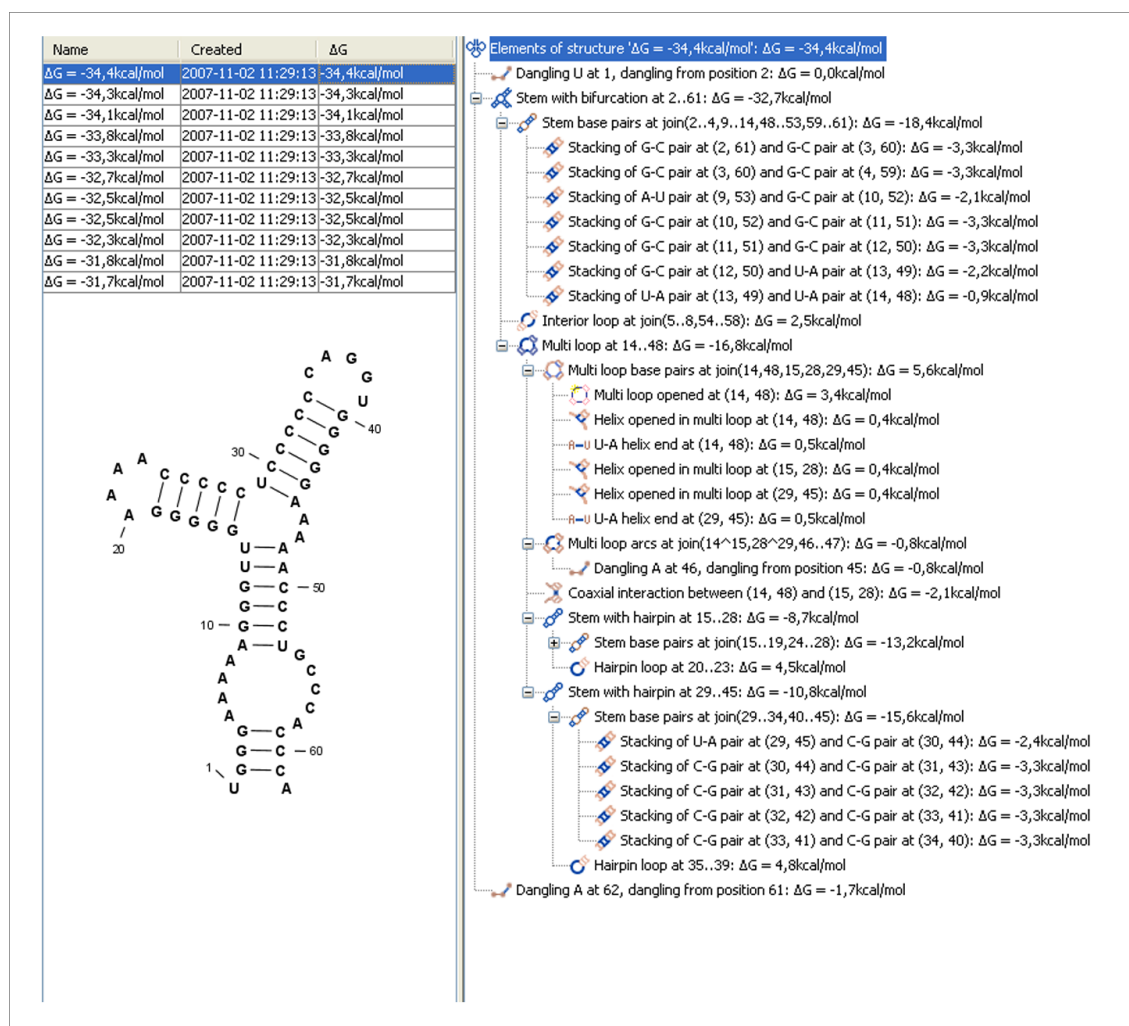 Name Created ΔG
ΔG = -34,4kcal/mol 2007-11-02 11:29:13 -34,4kcal/mol
ΔG = -34,3kcal/mol 2007-11-02 11:29:13 -34,3kcal/mol
ΔG = -34,1kcal/mol 2007-11-02 11:29:13 -34,1kcal/mol
ΔG = -33,8kcal/mol 2007-11-02 11:29:13 -33,8kcal/mol
ΔG = -33,3kcal/mol 2007-11-02 11:29:13 -33,3kcal/mol
ΔG = -32,7kcal/mol 2007-11-02 11:29:13 -32,7kcal/mol
ΔG = -32,5kcal/mol 2007-11-02 11:29:13 -32,5kcal/mol
ΔG = -32,5kcal/mol 2007-11-02 11:29:13 -32,5kcal/mol
ΔG = -32,3kcal/mol 2007-11-02 11:29:13 -32,3kcal/mol
ΔG = -31,8kcal/mol 2007-11-02 11:29:13 -31,8kcal/mol
ΔG = -31,7kcal/mol 2007-11-02 11:29:13 -31,7kcal/mol
A G
C G
C G U
C G 40
C G
30 C G
A A C C C C C U C G
A A
A A G G G G G A
20 U A A
U A
G C 50
G C
10 G C
A U G
A C
A C
A C
A A
G C
G C 60
1 G C
U A
Elements of structure 'ΔG = -34,4kcal/mol': ΔG = -34,4kcal/mol
Dangling U at 1, dangling from position 2: ΔG = 0,0kcal/mol
Stem with bifurcation at 2..61: ΔG = -32,7kcal/mol
Stem base pairs at join(2..4,9..14,48..53,59..61): ΔG = -18,4kcal/mol
Stacking of G-C pair at (2, 61) and G-C pair at (3, 60): ΔG = -3,3kcal/mol
Stacking of G-C pair at (3, 60) and G-C pair at (4, 59): ΔG = -3,3kcal/mol
Stacking of A-U pair at (9, 53) and G-C pair at (10, 52): ΔG = -2,1kcal/mol
Stacking of G-C pair at (10, 52) and G-C pair at (11, 51): ΔG = -3,3kcal/mol
Stacking of G-C pair at (11, 51) and G-C pair at (12, 50): ΔG = -3,3kcal/mol
Stacking of G-C pair at (12, 50) and U-A pair at (13, 49): ΔG = -2,2kcal/mol
Stacking of U-A pair at (13, 49) and U-A pair at (14, 48): ΔG = -0,9kcal/mol
Interior loop at join(5..8,54..58): ΔG = 2,5kcal/mol
Multi loop at 14..48: ΔG = -16,8kcal/mol
Multi loop base pairs at join(14,48,15,28,29,45): ΔG = 5,6kcal/mol
Multi loop opened at (14, 48): ΔG = 3,4kcal/mol
Helix opened in multi loop at (14, 48): ΔG = 0,4kcal/mol
A-U U-A helix end at (14, 48): ΔG = 0,5kcal/mol
Helix opened in multi loop at (15, 28): ΔG = 0,4kcal/mol
Helix opened in multi loop at (29, 45): ΔG = 0,4kcal/mol
A-U U-A helix end at (29, 45): ΔG = 0,5kcal/mol
Multi loop arcs at join(14^15,28^29,46..47): ΔG = -0,8kcal/mol
Dangling A at 46, dangling from position 45: ΔG = -0,8kcal/mol
Coaxial interaction between (14, 48) and (15, 28): ΔG = -2,1kcal/mol
Stem with hairpin at 15..28: ΔG = -8,7kcal/mol
Stem base pairs at join(15..19,24..28): ΔG = -13,2kcal/mol
Hairpin loop at 20..23: ΔG = 4,5kcal/mol
Stem with hairpin at 29..45: ΔG = -10,8kcal/mol
Stem base pairs at join(29..34,40..45): ΔG = -15,6kcal/mol
Stacking of U-A pair at (29, 45) and C-G pair at (30, 44): ΔG = -2,4kcal/mol
Stacking of C-G pair at (30, 44) and C-G pair at (31, 43): ΔG = -3,3kcal/mol
Stacking of C-G pair at (31, 43) and C-G pair at (32, 42): ΔG = -3,3kcal/mol
Stacking of C-G pair at (32, 42) and C-G pair at (33, 41): ΔG = -3,3kcal/mol
Stacking of C-G pair at (33, 41) and C-G pair at (34, 40): ΔG = -3,3kcal/mol
Hairpin loop at 35..39: ΔG = 4,8kcal/mol
Dangling A at 62, dangling from position 61: ΔG = -1,7kcal/mol